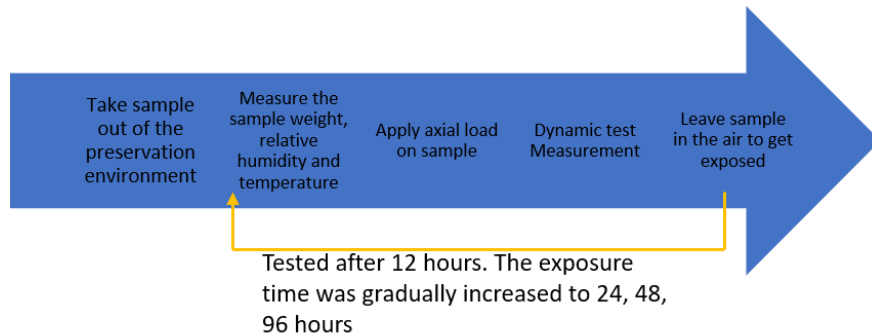 Take sample
out of the
preservation
environment
Measure the
sample weight,
relative
humidity and
temperature
Apply axial load
on sample
Dynamic test
Measurement
Leave sample
in the air to get
exposed
Tested after 12 hours. The exposure
time was gradually increased to 24, 48,
96 hours